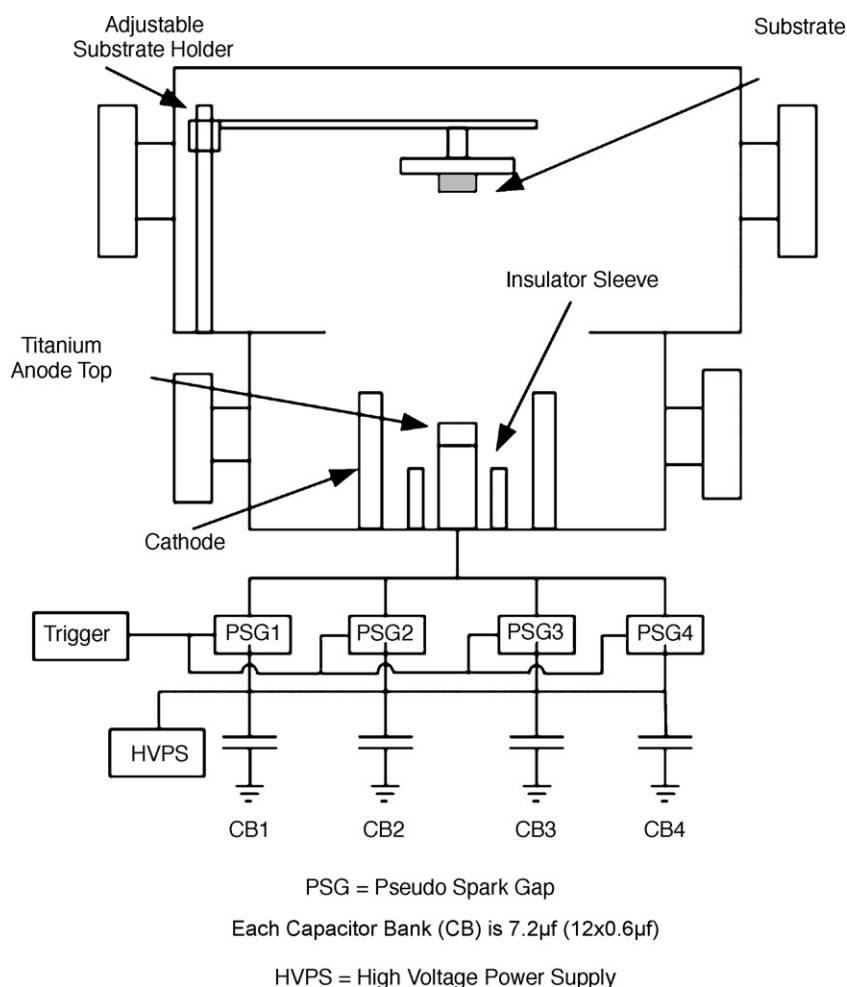 Adjustable
Substrate Holder
Substrate
Insulator Sleeve
Titanium
Anode Top
Cathode
Trigger
PSG1
PSG2
PSG3
PSG4
HVPS
CB1
CB2
CB3
CB4
PSG = Pseudo Spark Gap
Each Capacitor Bank (CB) is 7.2µf (12x0.6µf)
HVPS = High Voltage Power Supply